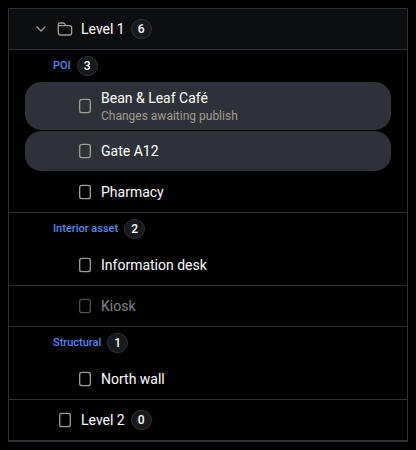 Level 1 6
POI 3
Bean & Leaf Café
Changes awaiting publish
Gate A12
Pharmacy
Interior asset 2
Information desk
Kiosk
Structural 1
North wall
Level 2 0